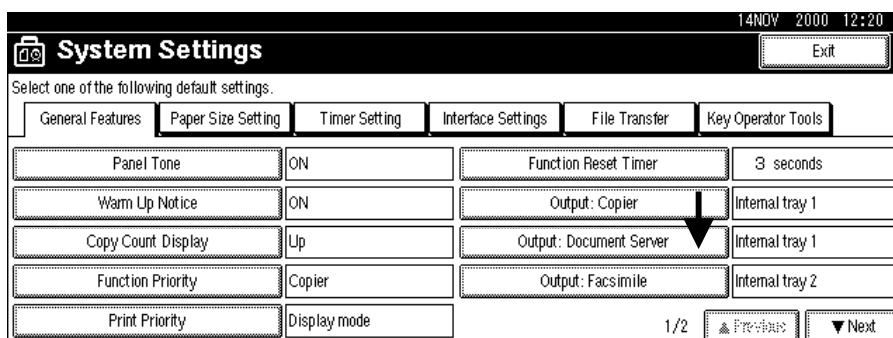 14NOV 2000 12:20
System Settings
Exit
Select one of the following default settings.
General Features Paper Size Setting Timer Setting Interface Settings File Transfer Key Operator Tools
Panel Tone ON Function Reset Timer 3 seconds
Warm Up Notice ON Output: Copier Internal tray 1
Copy Count Display Up Output: Document Server Internal tray 1
Function Priority Copier Output: Facsimile Internal tray 2
Print Priority Display mode 1/2 ▲Previous ▼Next